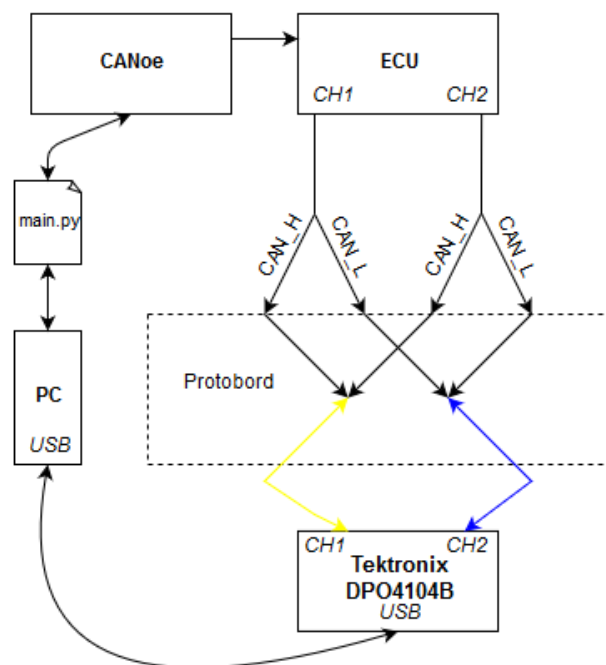 CANoe
ECU
CH1
CH2
main.py
CAN_H
CAN_L
CAN_H
CAN_L
Protobord
PC
USB
CH1
CH2
Tektronix
DPO4104B
USB